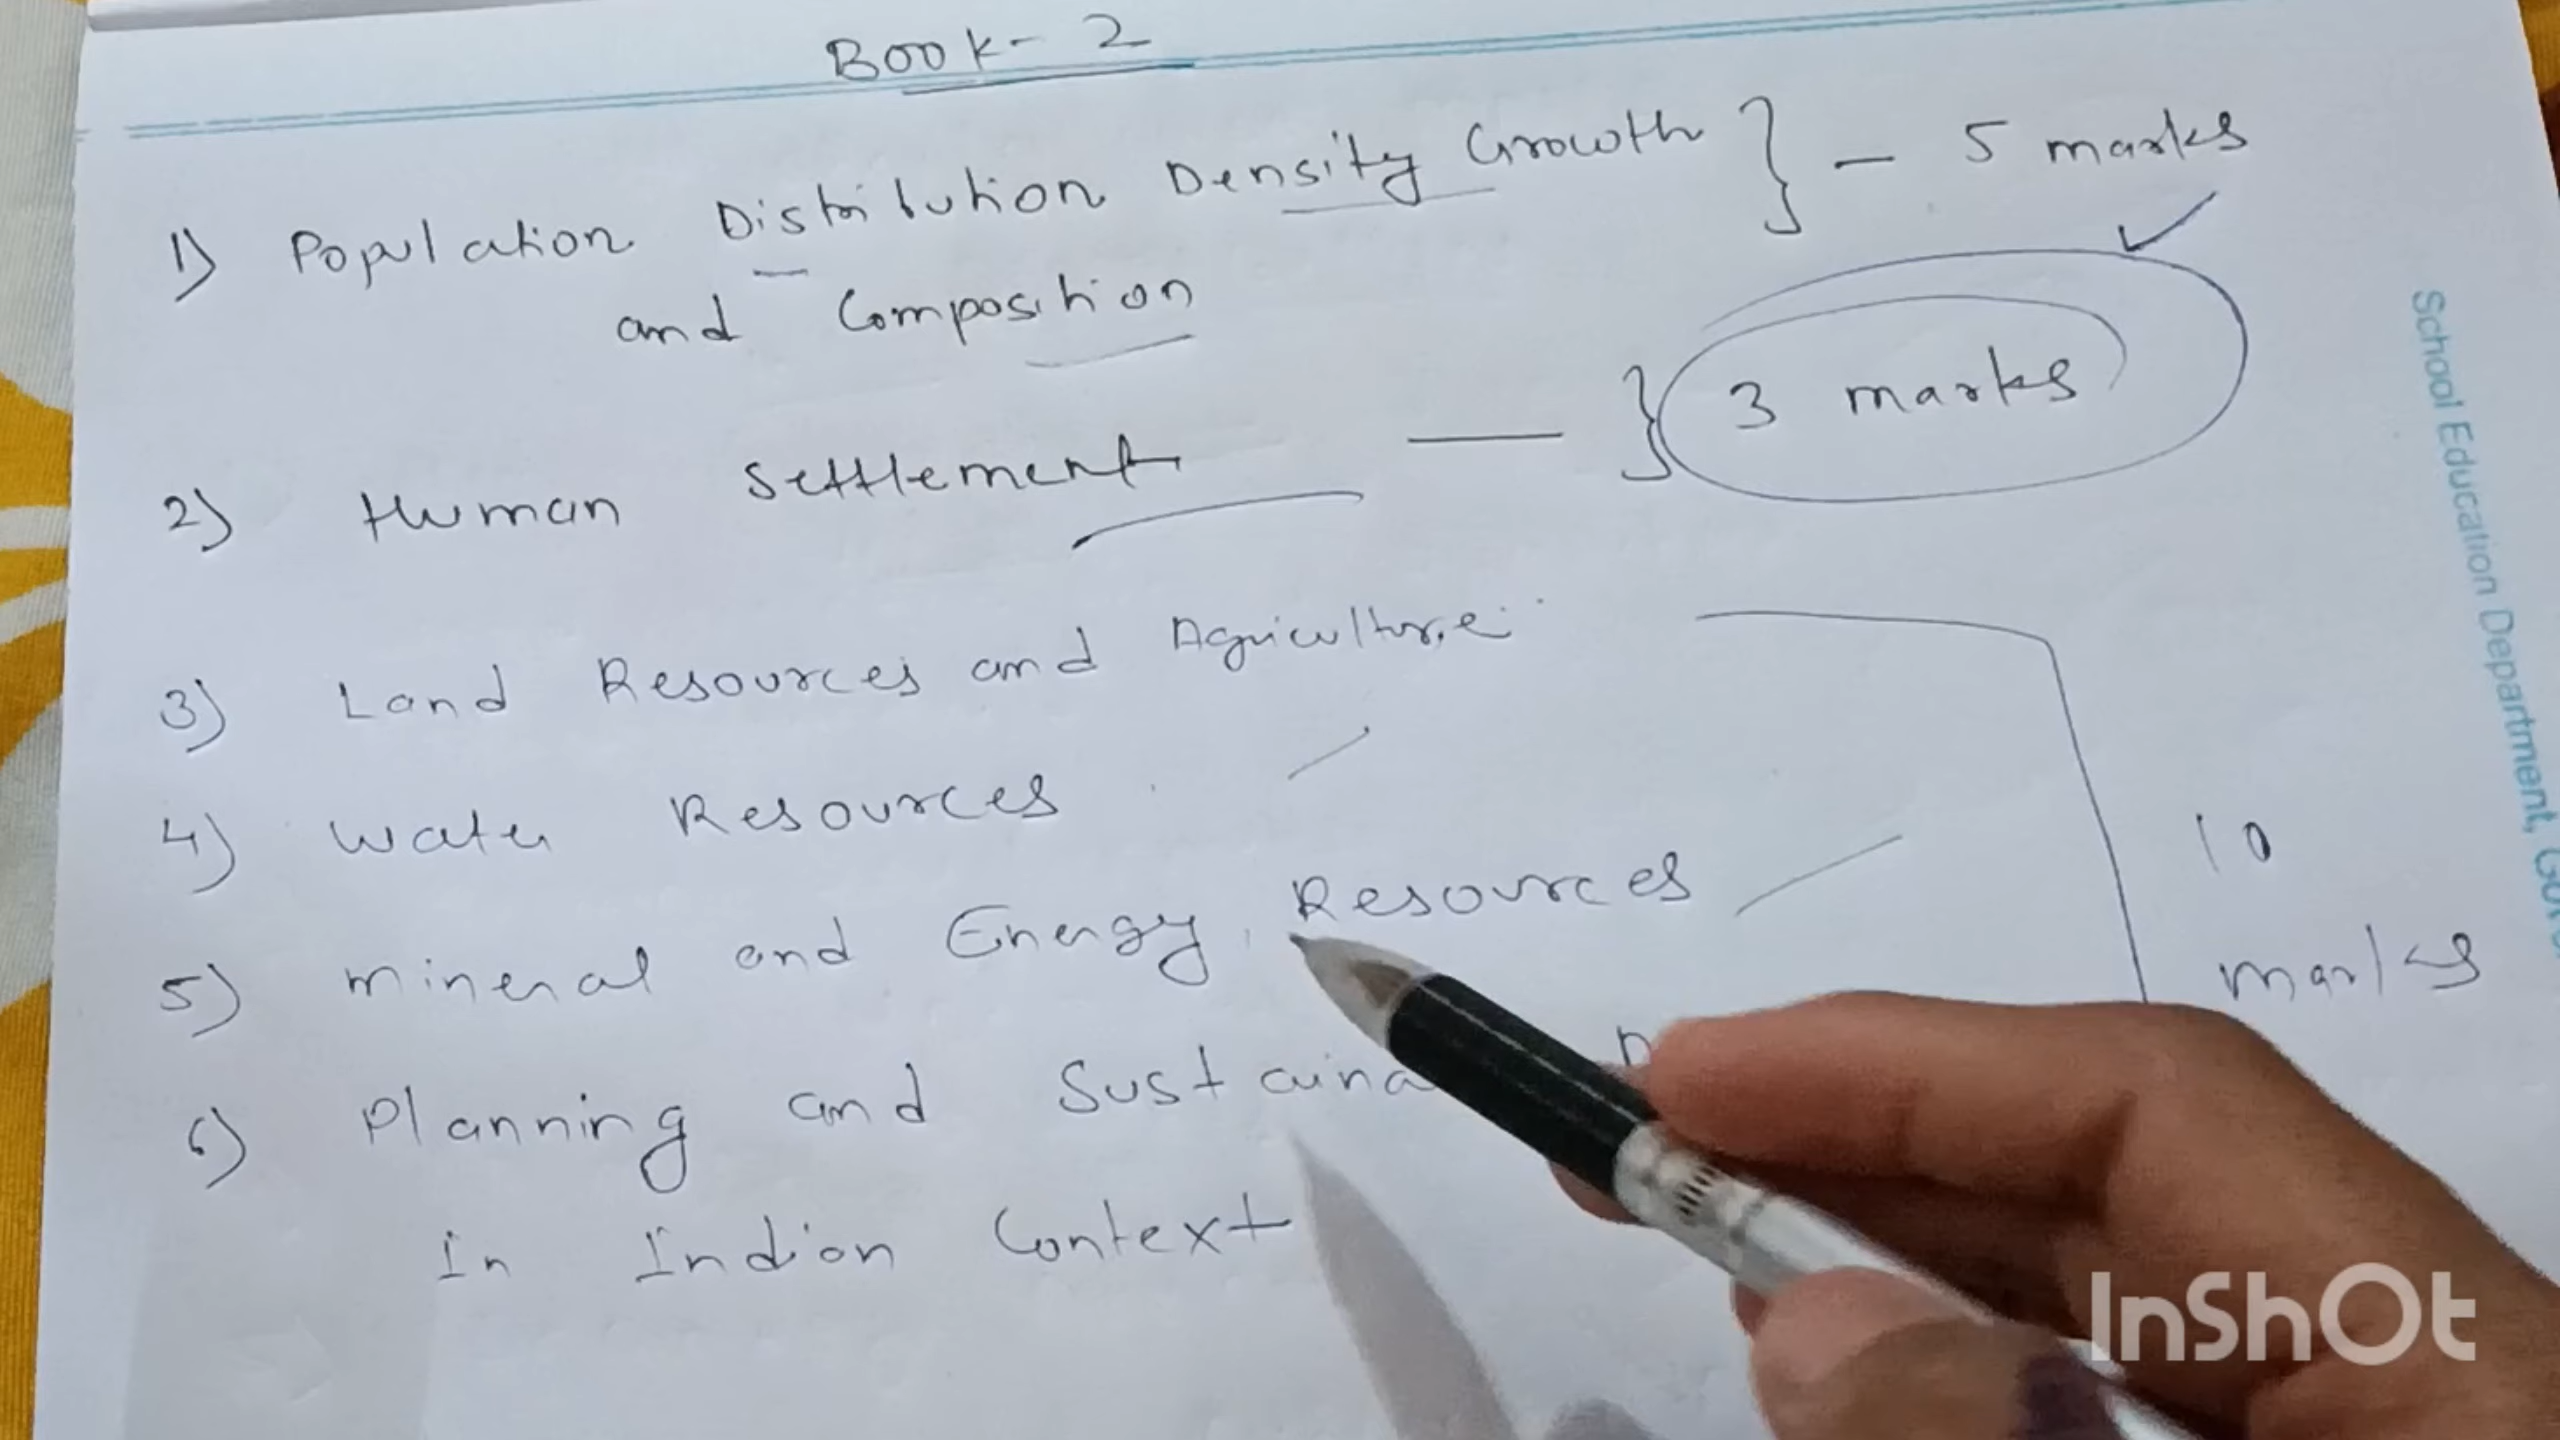 Book - 2
1) Population Distribution Density Growth } - 5 marks
and Composition
2) Human Settlement — } 3 marks
3) Land Resources and Agriculture
4) Water Resources
5) Mineral and Energy Resources
10
marks
6) Planning and
In Indian Context
School Education Department,
InShOt